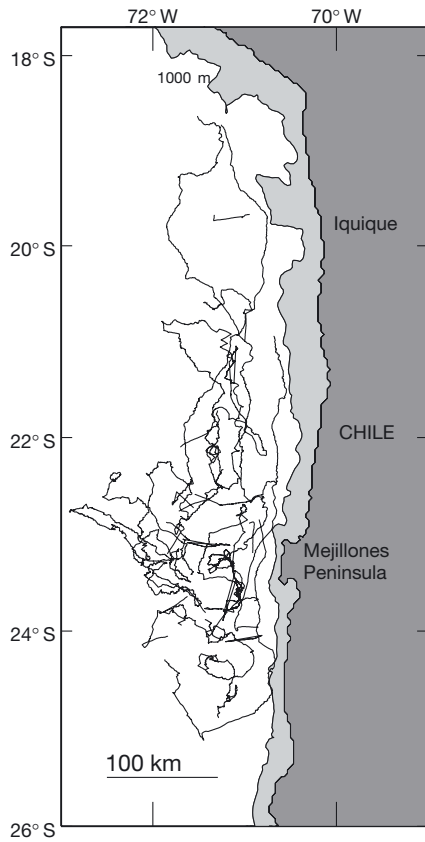 72° W 70° W
18° S
1000 m
Iquique
20° S
CHILE
22° S
Mejillones
Peninsula
24° S
100 km
26° S